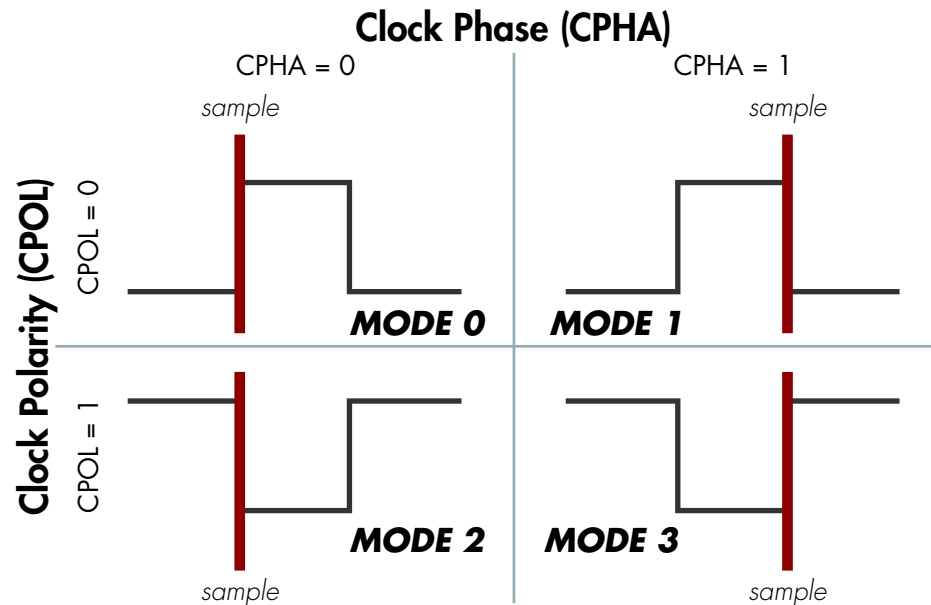 Clock Phase (CPHA)
CPHA = 0
CPHA = 1
sample
sample
Clock Polarity (CPOL)
CPOL = 0
MODE 0
MODE 1
CPOL = 1
MODE 2
MODE 3
sample
sample